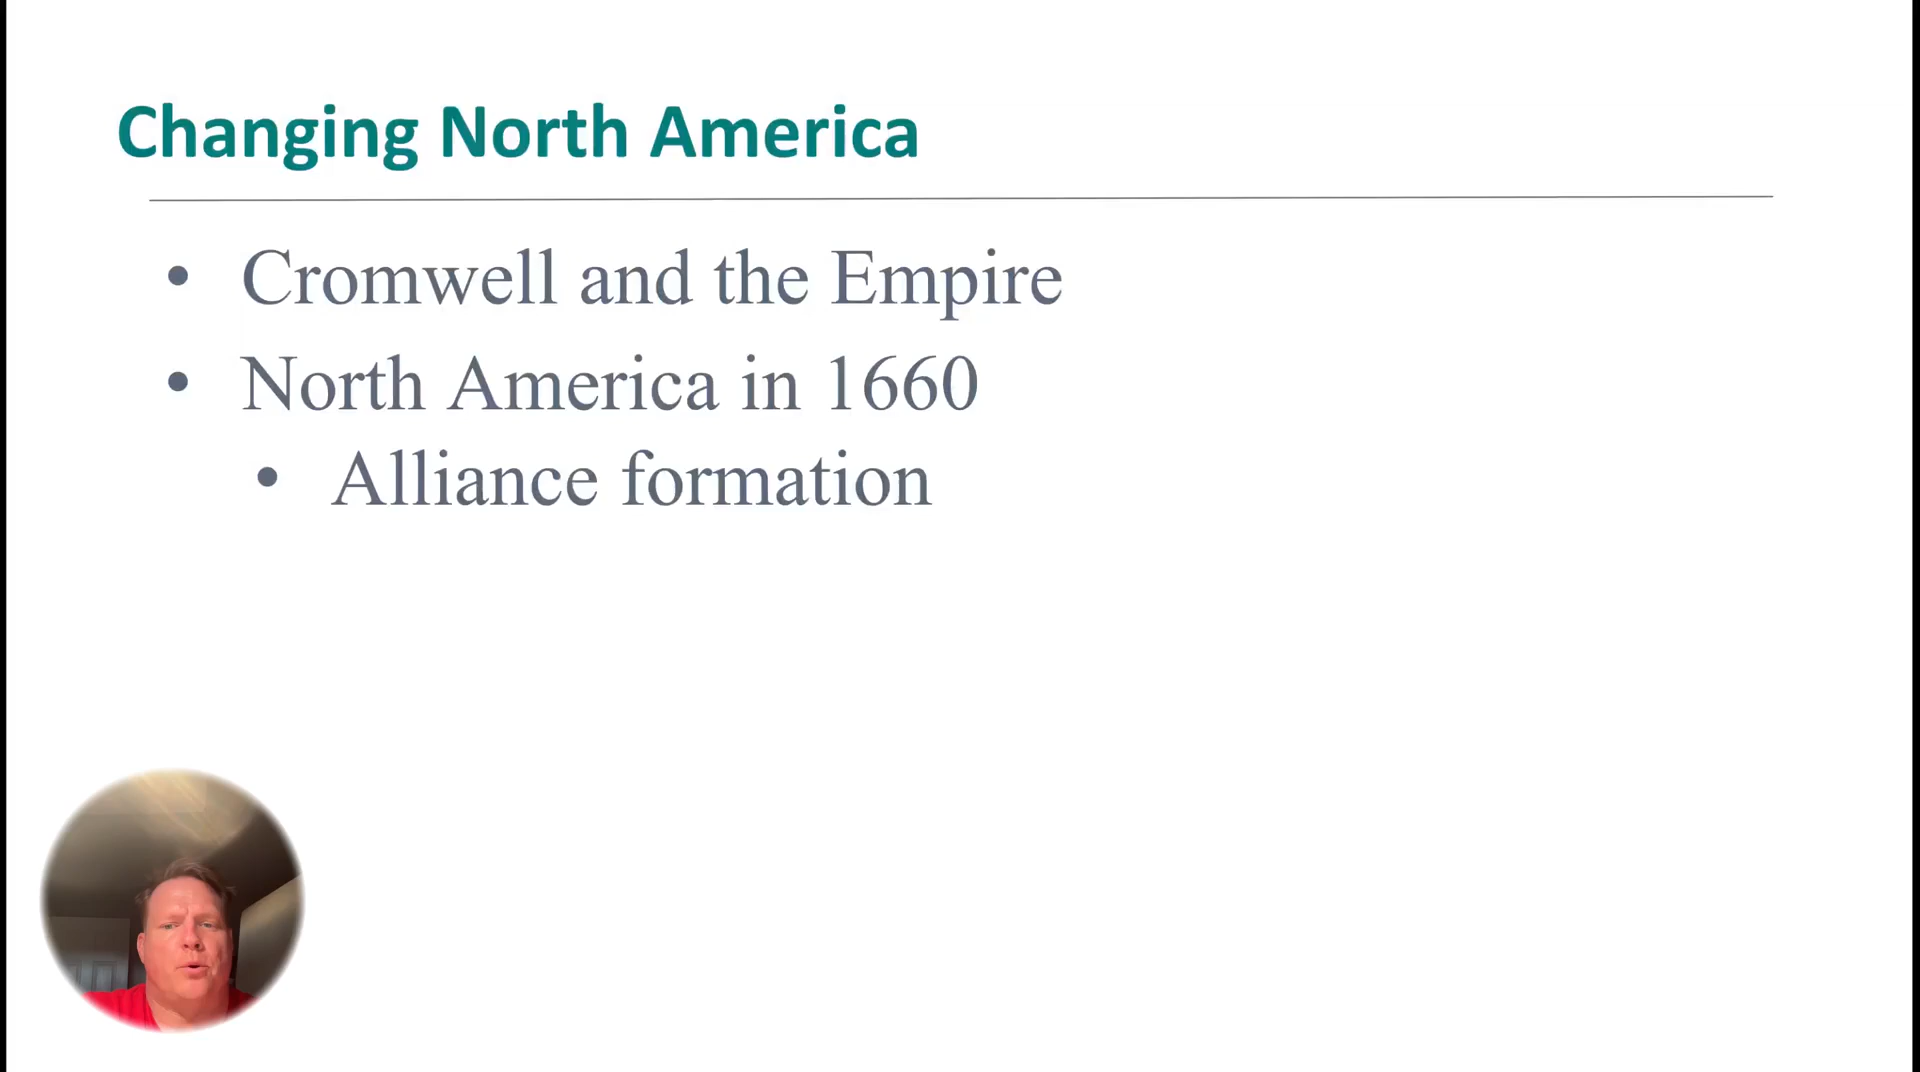 Changing North America
• Cromwell and the Empire
• North America in 1660
• Alliance formation